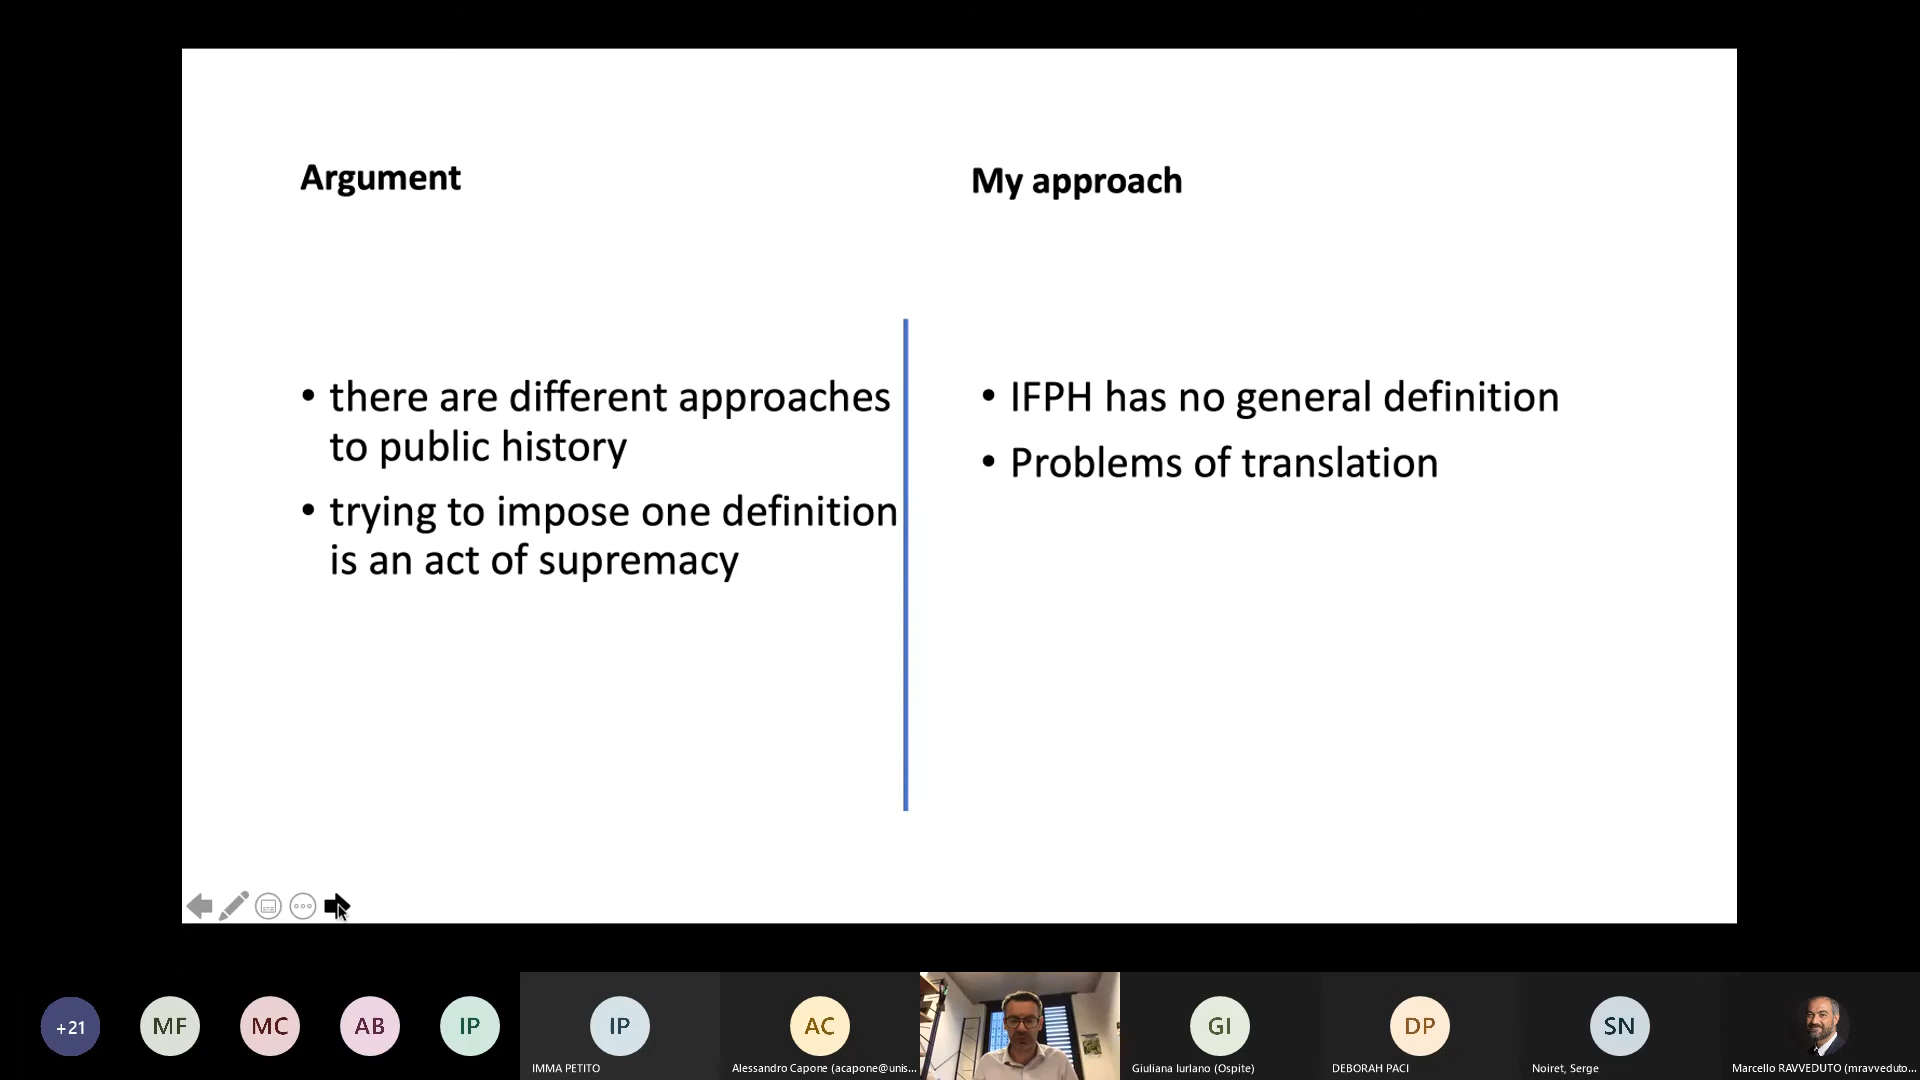 Argument
My approach
• there are different approaches
to public history
• trying to impose one definition
is an act of supremacy
• IFPH has no general definition
• Problems of translation
+21
MF
MC
AB
IP
IP
IMMA PETITO
AC
Alessandro Capone (acapone@unis...
GI
Giuliana Iurlano (Ospite)
DP
DEBORAH PACI
SN
Noiret, Serge
Marcello RAVVEDUTO (mravveduto...